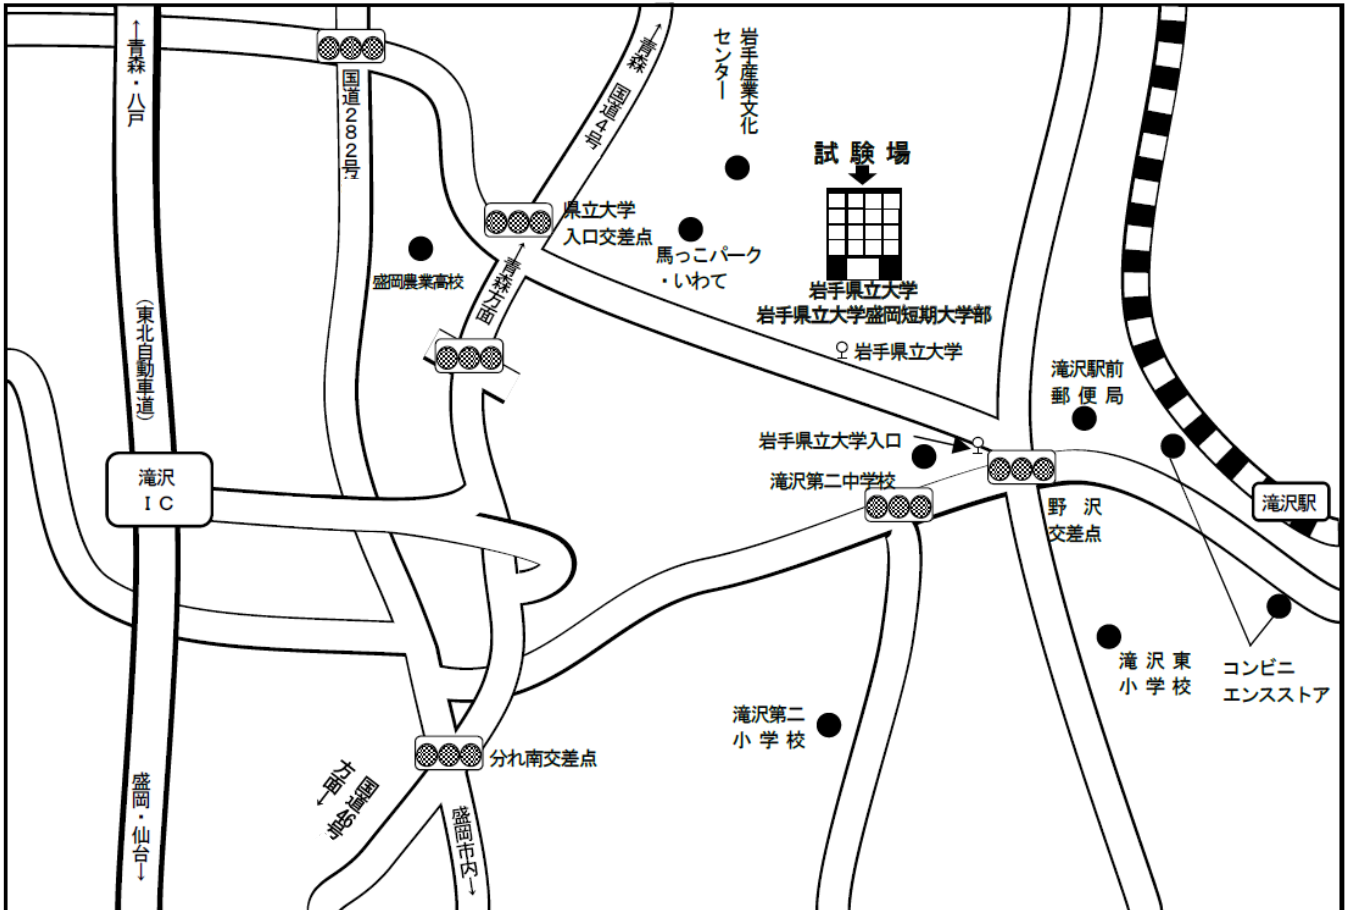 ←青森・八戸
国道282号
←青森 国道4号
岩手産業文化
センター
試験場
県立大学
入口交差点
馬っこパーク
・いわて
盛岡農業高校
←青森方面
岩手県立大学
岩手県立大学盛岡短期大学部
岩手県立大学
(東北自動車道)
滝沢駅前
郵便局
岩手県立大学入口
滝沢第二中学校
滝沢
IC
野沢
交差点
滝沢駅
滝沢東
小学校
コンビニ
エンスストア
滝沢第二
小学校
分れ南交差点
国道46号
方面→
盛岡・仙台→
盛岡市内→